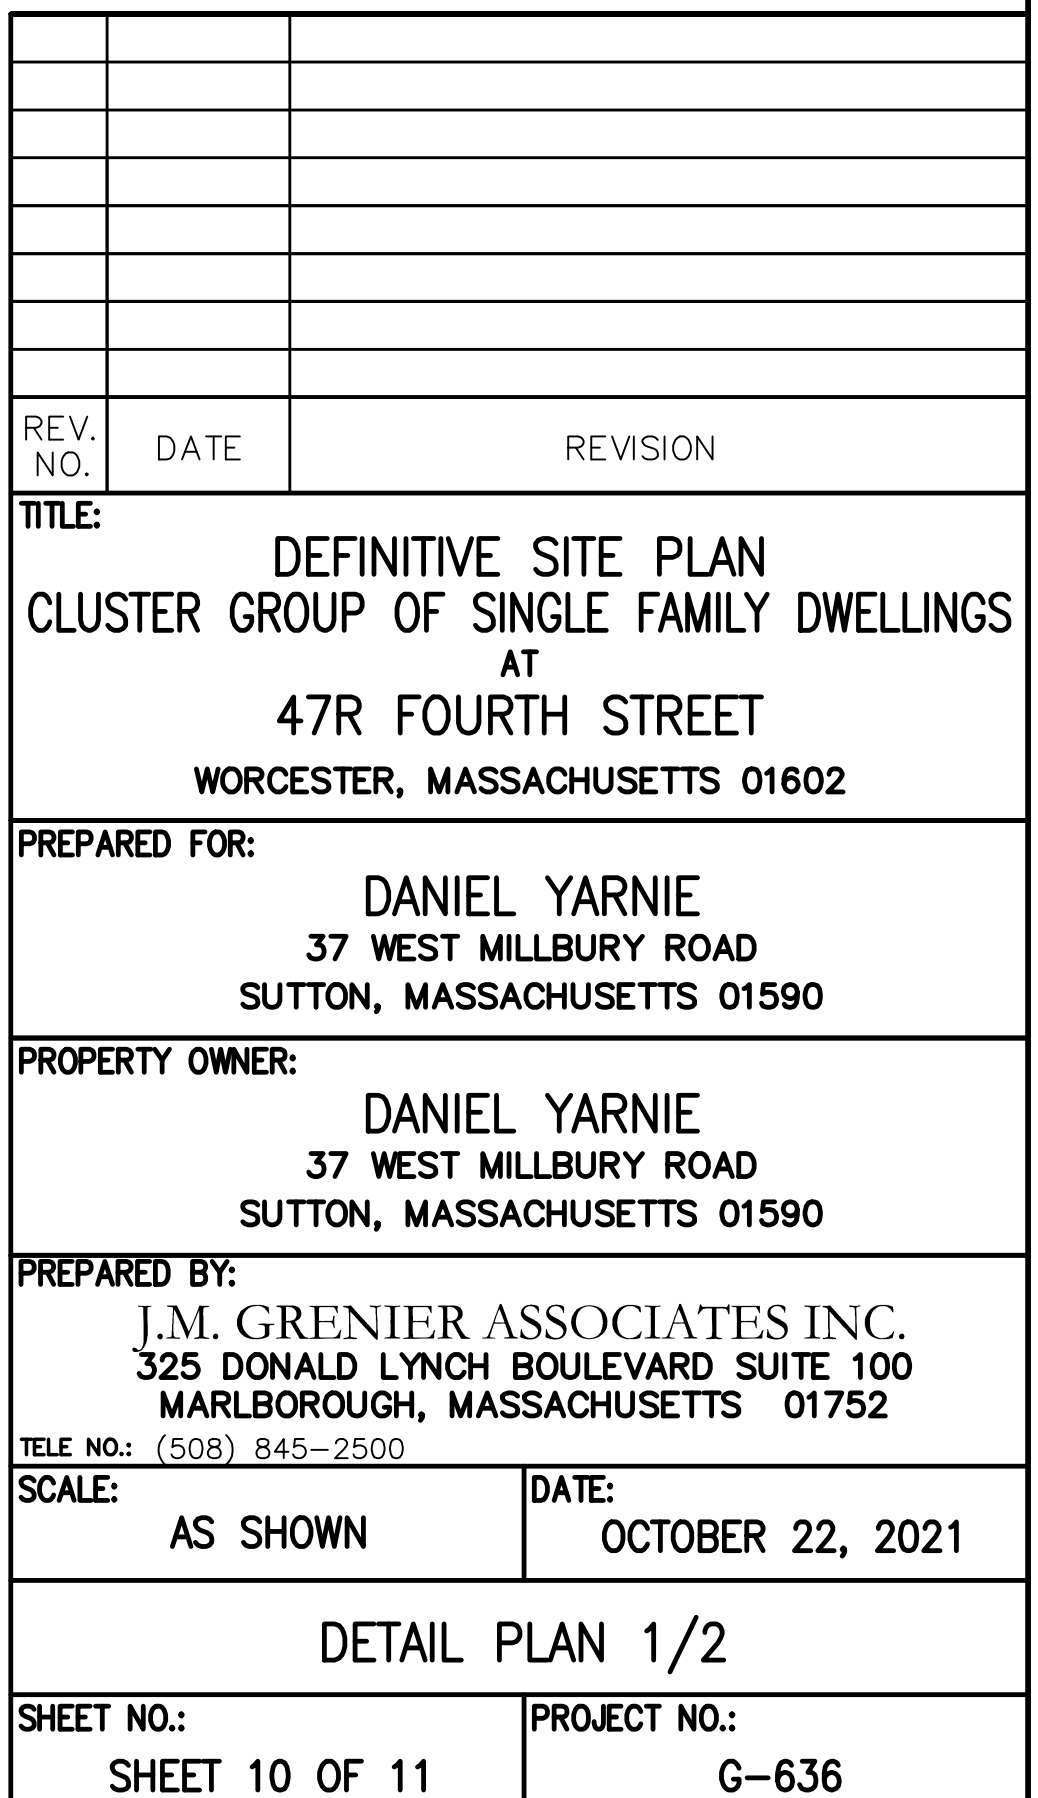 REV.
NO.
DATE
REVISION
TITLE:
DEFINITIVE SITE PLAN
CLUSTER GROUP OF SINGLE FAMILY DWELLINGS
AT
47R FOURTH STREET
WORCESTER, MASSACHUSETTS 01602
PREPARED FOR:
DANIEL YARNIE
37 WEST MILLBURY ROAD
SUTTON, MASSACHUSETTS 01590
PROPERTY OWNER:
DANIEL YARNIE
37 WEST MILLBURY ROAD
SUTTON, MASSACHUSETTS 01590
PREPARED BY:
J.M. GRENIER ASSOCIATES INC.
325 DONALD LYNCH BOULEVARD SUITE 100
MARLBOROUGH, MASSACHUSETTS 01752
TELE NO.: (508) 845-2500
SCALE:
AS SHOWN
DATE:
OCTOBER 22, 2021
DETAIL PLAN 1/2
SHEET NO.:
SHEET 10 OF 11
PROJECT NO.:
G-636